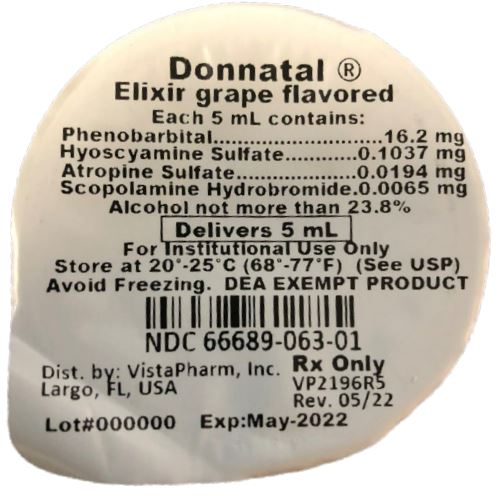 Donnatal ®
Elixir grape flavored
Each 5 mL contains:
Phenobarbital..........................16.2 mg
Hyoscyamine Sulfate...........0.1037 mg
Atropine Sulfate..................0.0194 mg
Scopolamine Hydrobromide.0.0065 mg
Alcohol not more than 23.8%
Delivers 5 mL
For Institutional Use Only
Store at 20°-25°C (68°-77°F) (See USP)
Avoid Freezing. DEA EXEMPT PRODUCT
NDC 66689-063-01
Dist. by: VistaPharm, Inc.
Largo, FL, USA
Rx Only
VP2196R5
Rev. 05/22
Lot#000000 Exp:May-2022